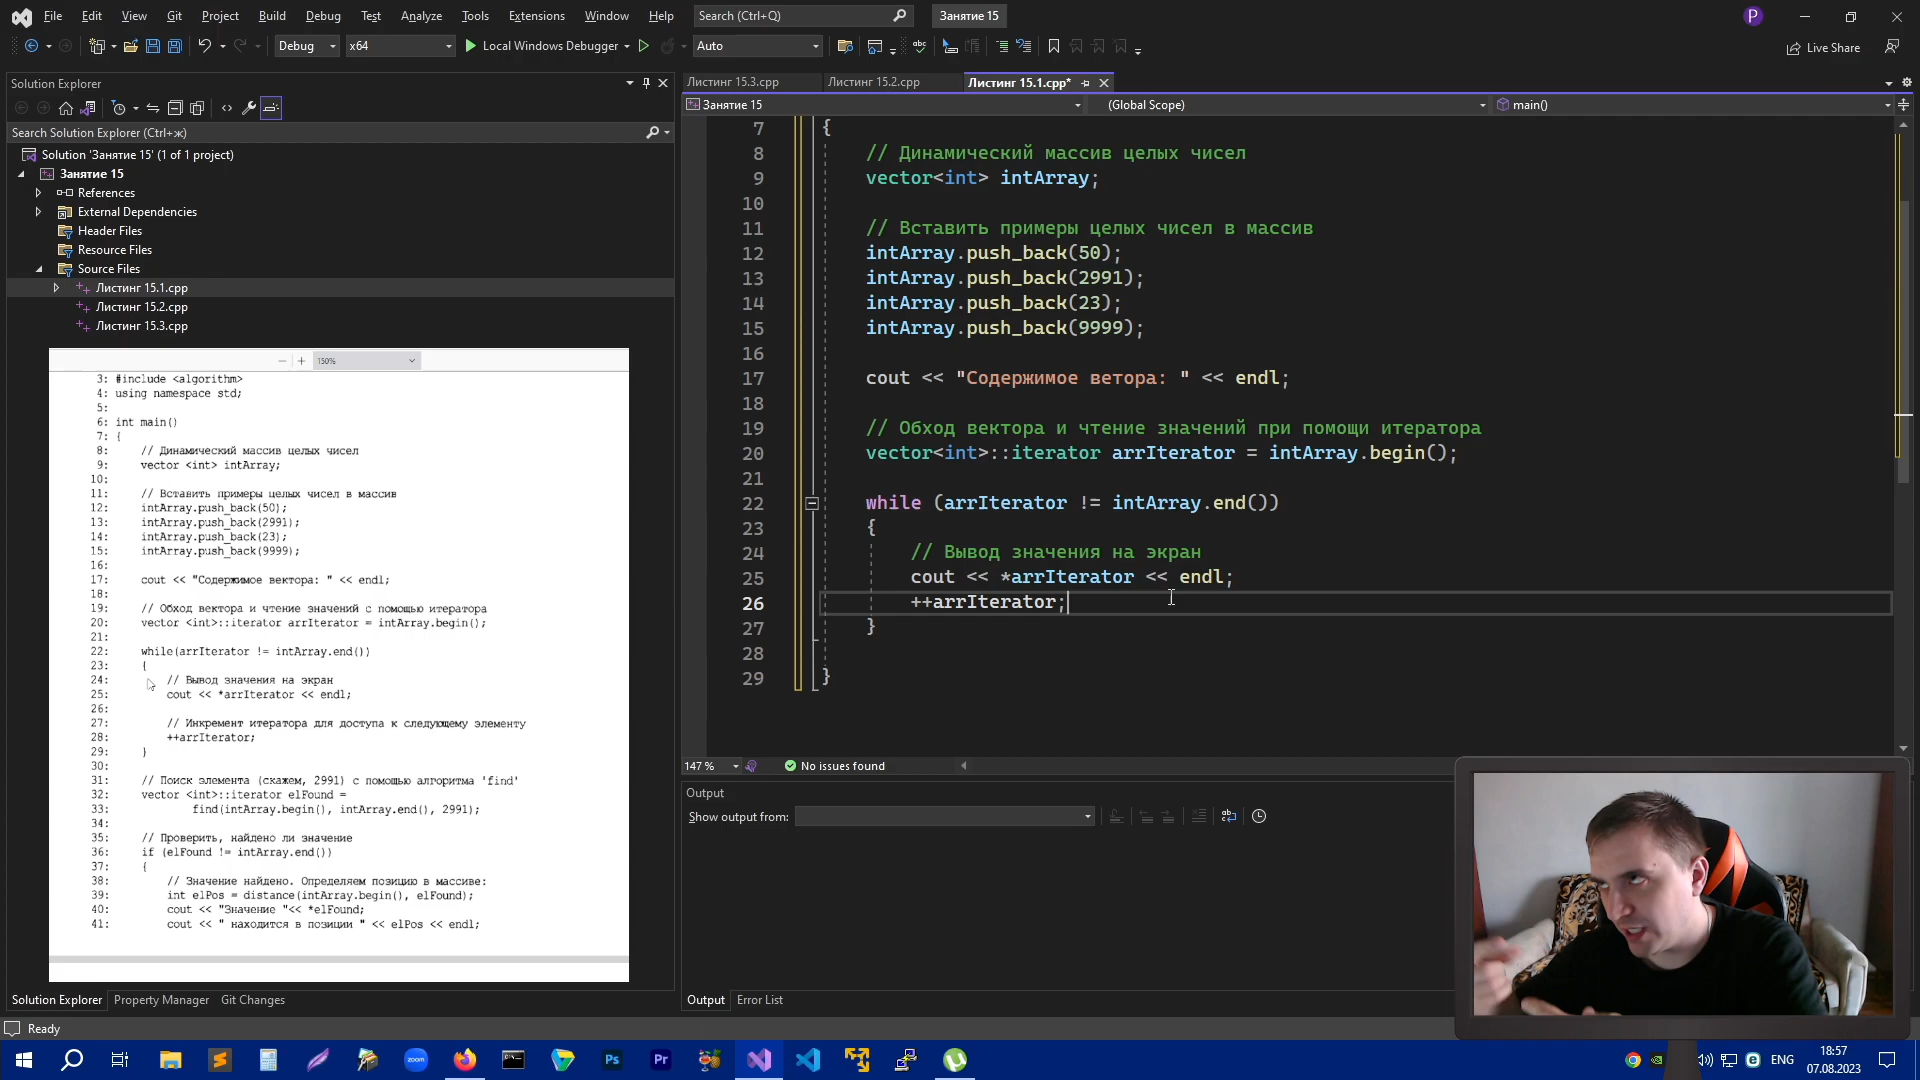 File Edit View Git Project Build Debug Test Analyze Tools Extensions Window Help Search (Ctrl+Q) Занятие 15 P
Debug x64 Local Windows Debugger Auto Live Share
Solution Explorer
Search Solution Explorer (Ctrl+ж)
Solution 'Занятие 15' (1 of 1 project)
Занятие 15
References
External Dependencies
Header Files
Resource Files
Source Files
Листинг 15.1.cpp
Листинг 15.2.cpp
Листинг 15.3.cpp
150%
3: #include <algorithm>
4: using namespace std;
5:
6: int main()
7: {
8: // Динамический массив целых чисел
9: vector <int> intArray;
10:
11: // Вставить примеры целых чисел в массив
12: intArray.push_back(50);
13: intArray.push_back(2991);
14: intArray.push_back(23);
15: intArray.push_back(9999);
16:
17: cout << "Содержимое вектора: " << endl;
18:
19: // Обход вектора и чтение значений с помощью итератора
20: vector <int>::iterator arrIterator = intArray.begin();
21:
22: while(arrIterator != intArray.end())
23: {
24: // Вывод значения на экран
25: cout << *arrIterator << endl;
26:
27: // Инкремент итератора для доступа к следующему элементу
28: ++arrIterator;
29: }
30:
31: // Поиск элемента (скажем, 2991) с помощью алгоритма 'find'
32: vector <int>::iterator elFound =
33: find(intArray.begin(), intArray.end(), 2991);
34:
35: // Проверить, найдено ли значение
36: if (elFound != intArray.end())
37: {
38: // Значение найдено. Определяем позицию в массиве:
39: int elPos = distance(intArray.begin(), elFound);
40: cout << "Значение "<< *elFound;
41: cout << " находится в позиции " << elPos << endl;
Solution Explorer Property Manager Git Changes
Листинг 15.3.cpp Листинг 15.2.cpp Листинг 15.1.cpp*
Занятие 15 (Global Scope) main()
7 {
8 // Динамический массив целых чисел
9 vector<int> intArray;
10
11 // Вставить примеры целых чисел в массив
12 intArray.push_back(50);
13 intArray.push_back(2991);
14 intArray.push_back(23);
15 intArray.push_back(9999);
16
17 cout << "Содержимое ветора: " << endl;
18
19 // Обход вектора и чтение значений при помощи итератора
20 vector<int>::iterator arrIterator = intArray.begin();
21
22 while (arrIterator != intArray.end())
23 {
24 // Вывод значения на экран
25 cout << *arrIterator << endl;
26 ++arrIterator;
27 }
28
29 }
147 % No issues found
Output
Show output from:
Output Error List
Ready
zoom Ps Pr ENG 18:57
07.08.2023